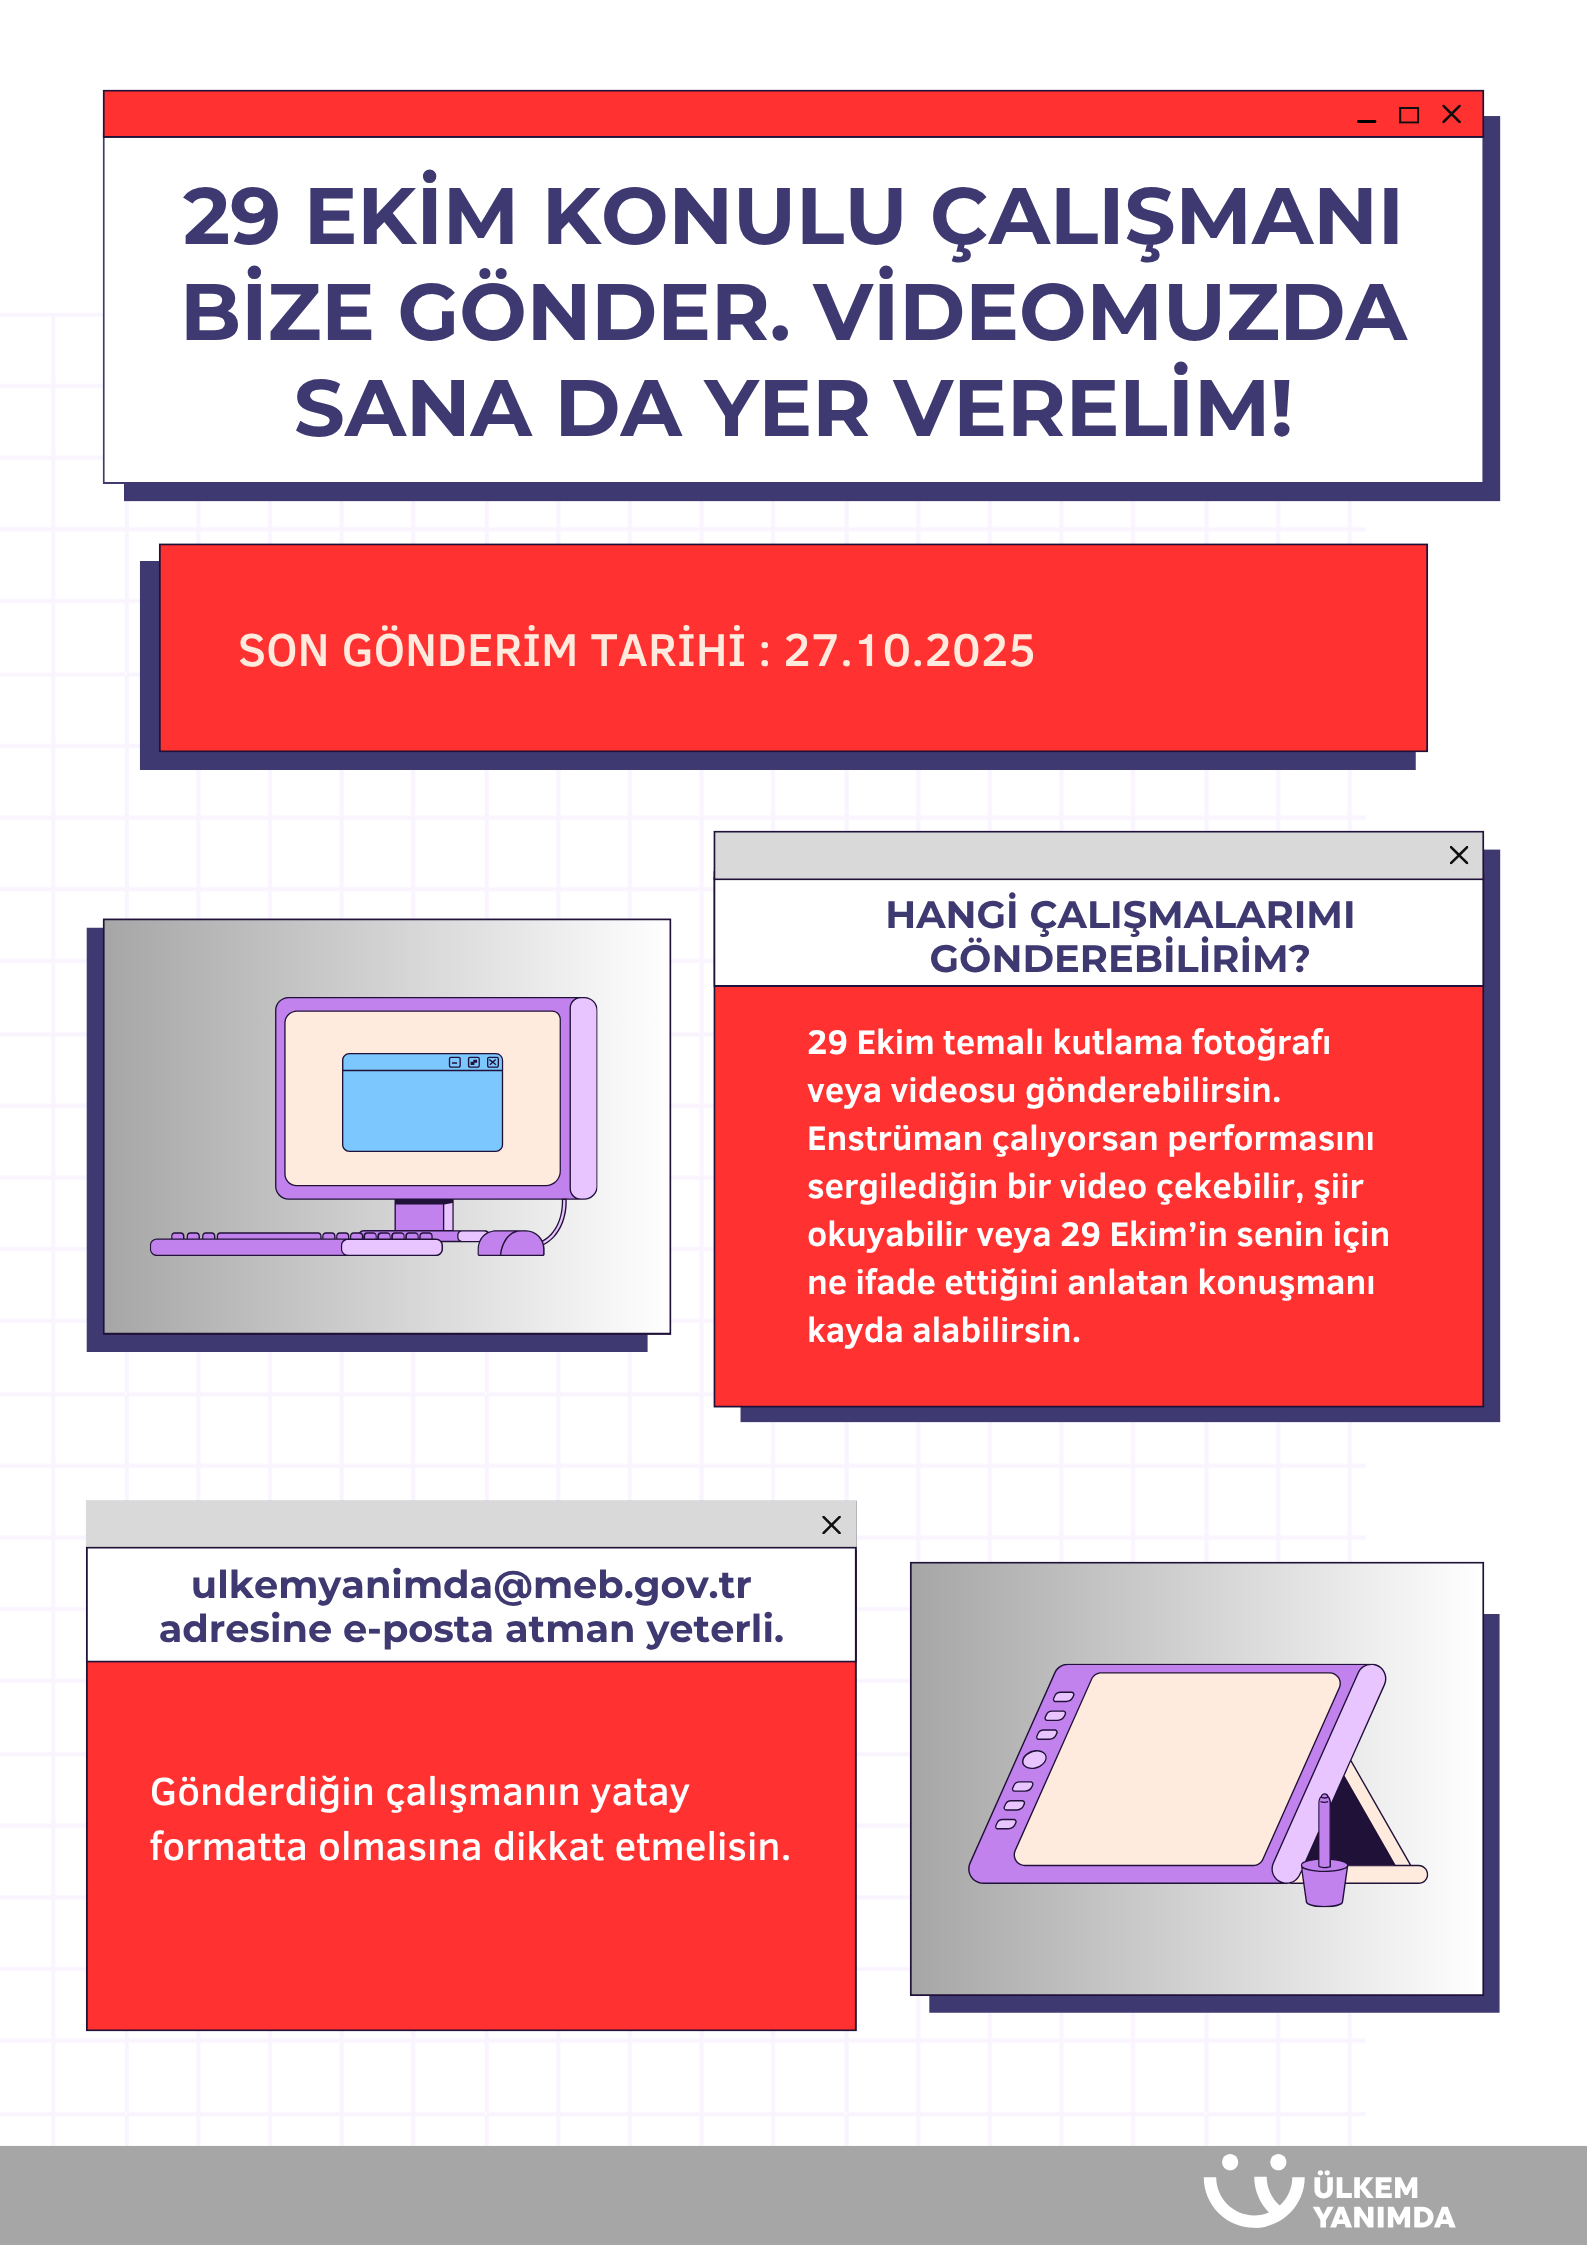 29 EKİM KONULU ÇALIŞMANI
BİZE GÖNDER. VİDEOMUZDA
SANA DA YER VERELİM!
SON GÖNDERİM TARİHİ : 27.10.2025
HANGİ ÇALIŞMALARIMI
GÖNDEREBİLİRİM?
29 Ekim temalı kutlama fotoğrafı
veya videosu gönderebilirsin.
Enstrüman çalıyorsan performasını
sergilediğin bir video çekebilir, şiir
okuyabilir veya 29 Ekim’in senin için
ne ifade ettiğini anlatan konuşmanı
kayda alabilirsin.
ulkemyanimda@meb.gov.tr
adresine e-posta atman yeterli.
Gönderdiğin çalışmanın yatay
formatta olmasına dikkat etmelisin.
ÜLKEM
YANIMDA